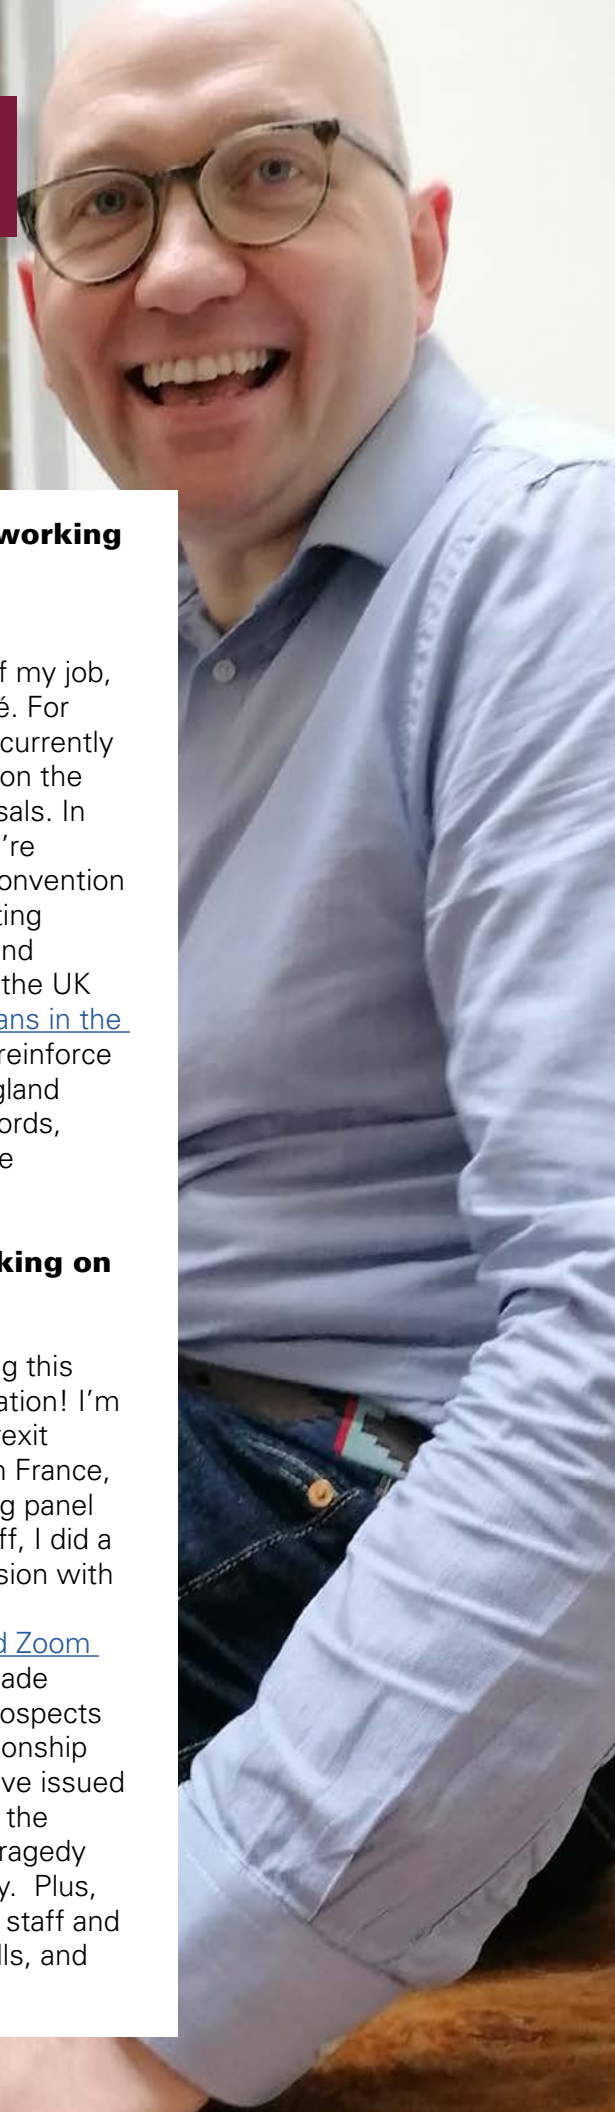 working
f my job,
é. For
currently
on the
sals. In
're
onvention
ting
nd
the UK
ans in the
reinforce
gland
ords,
e
king on
g this
ation! I'm
exit
n France,
g panel
ff, I did a
sion with
d Zoom
ade
ospects
onship
ve issued
the
ragedy
y. Plus,
staff and
lls, and